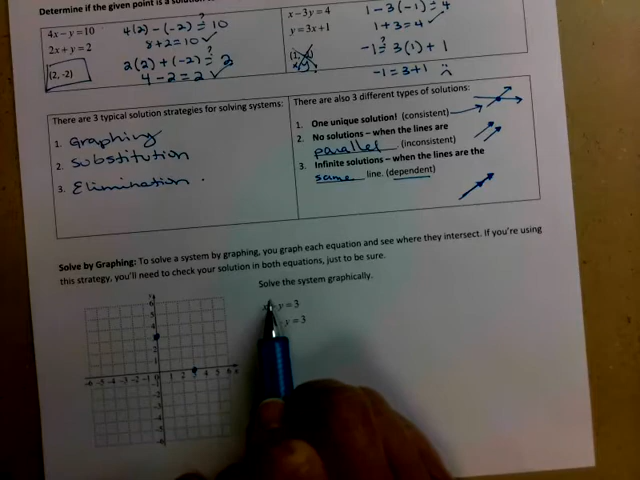 Determine if the given point is a solution to
4x − y = 10
2x + y = 2
(2, -2)
4(2) − (-2) ≟ 10
8 + 2 = 10 ✓
2(2) + (-2) ≟ 2
4 − 2 = 2 ✓
x − 3y = 4
y = 3x + 1
1 − 3(-1) ≟ 4
1 + 3 = 4 ✓
-1 ≟ 3(1) + 1
-1 = 3 + 1
There are 3 typical solution strategies for solving systems:
1. Graphing
2. Substitution
3. Elimination.
There are also 3 different types of solutions:
1. One unique solution! (consistent)
2. No solutions – when the lines are
parallel (inconsistent)
3. Infinite solutions – when the lines are the
same line. (dependent)
Solve by Graphing: To solve a system by graphing, you graph each equation and see where they intersect. If you're using
this strategy, you'll need to check your solution in both equations, just to be sure.
Solve the system graphically.
y = 3
y = 3